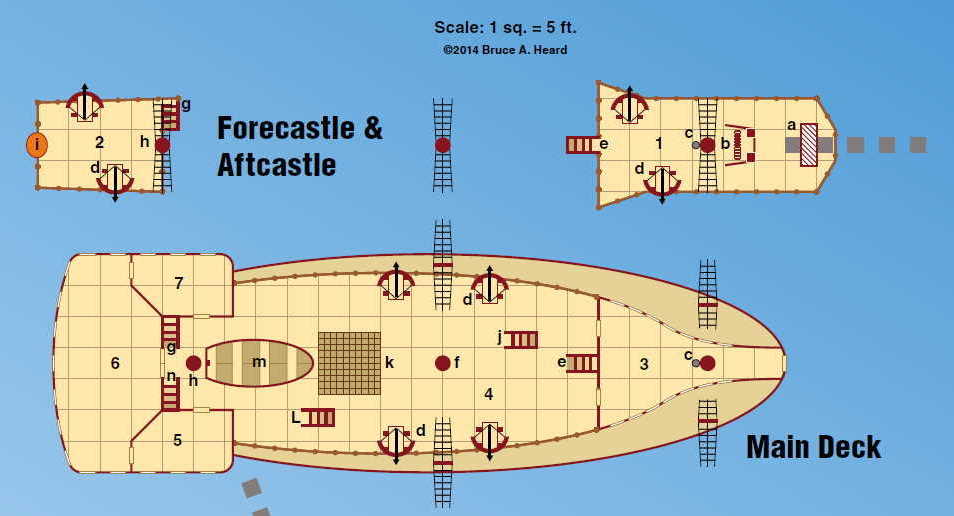 Scale: 1 sq. = 5 ft.
©2014 Bruce A. Heard
g
i
2
h
d
Forecastle &
Aftcastle
a
c
e
1
b
d
7
d
g
6
h
m
k
f
j
e
3
c
n
4
L
d
5
Main Deck